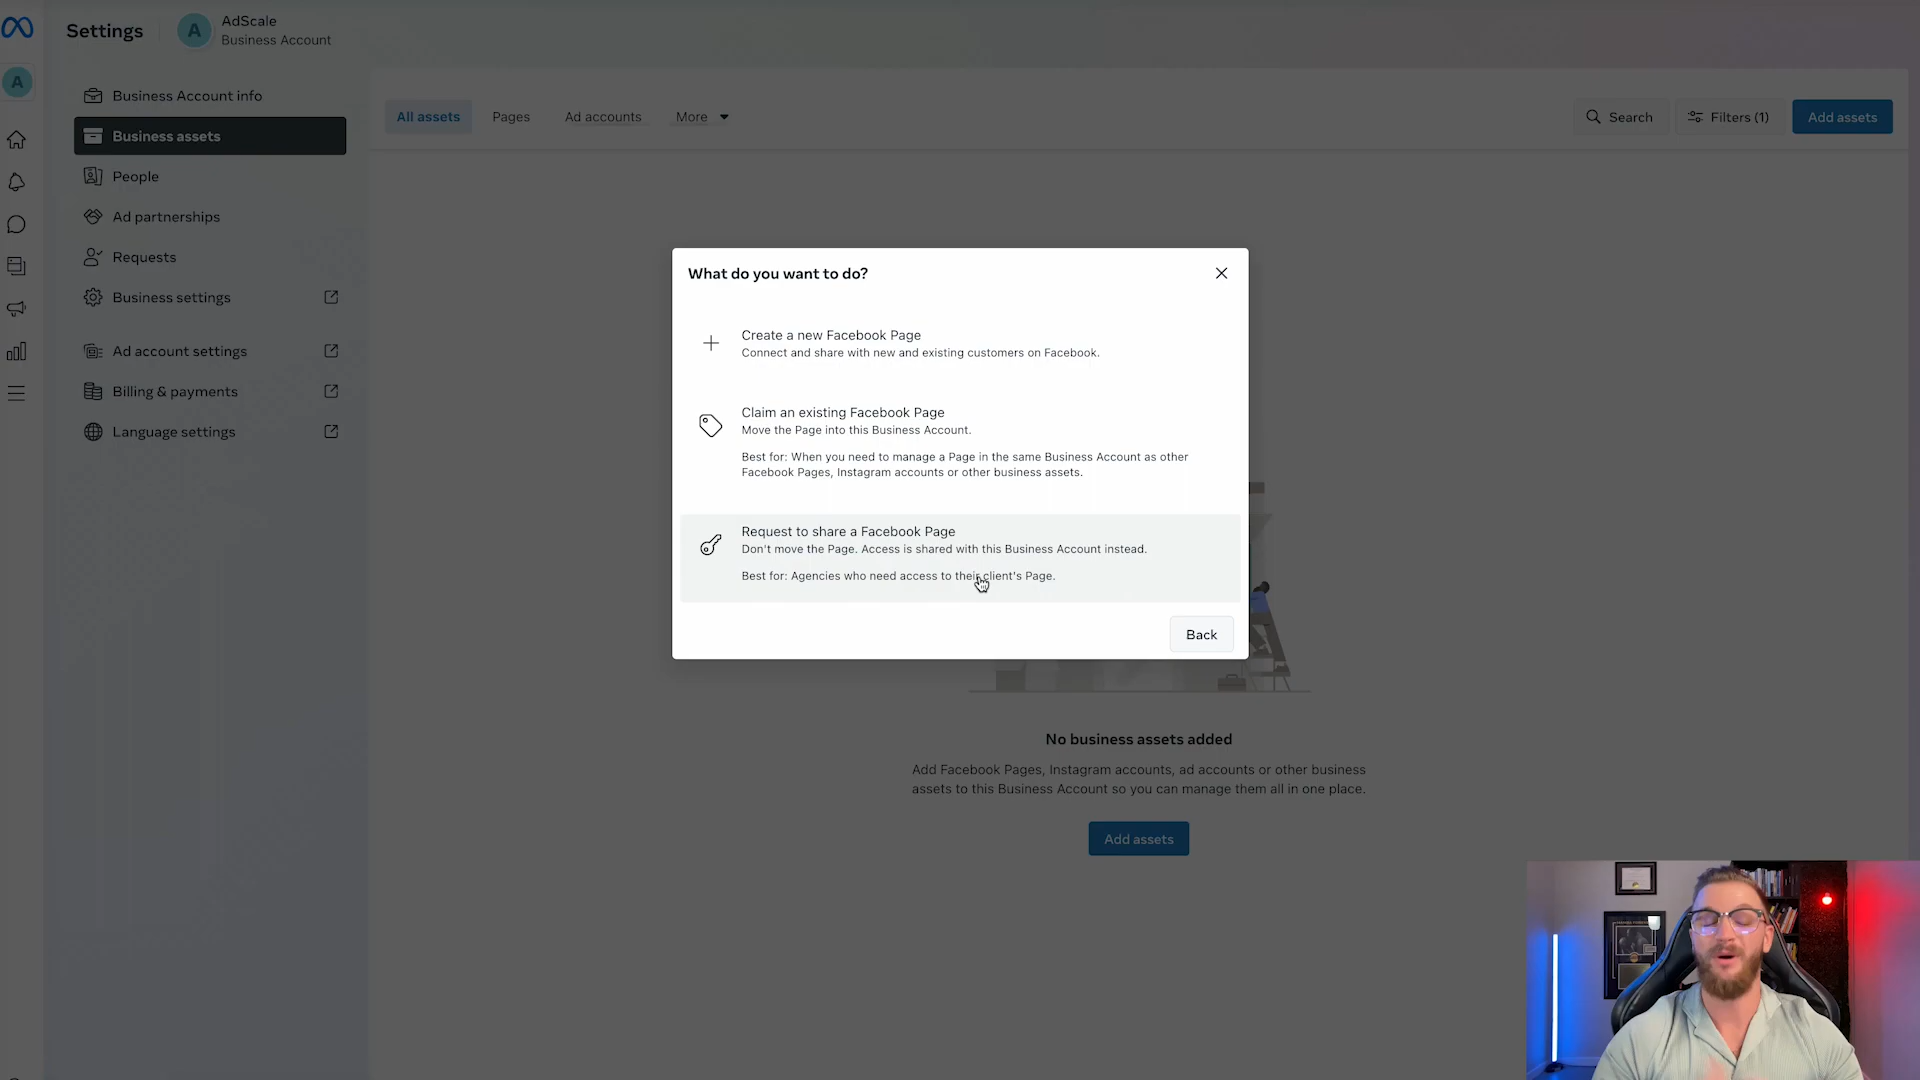 Settings
A
AdScale
Business Account
A
Business Account info
Business assets
People
Ad partnerships
Requests
Business settings
Ad account settings
Billing & payments
Language settings
All assets
Pages
Ad accounts
More
Search
Filters (1)
Add assets
What do you want to do?
Create a new Facebook Page
Connect and share with new and existing customers on Facebook.
Claim an existing Facebook Page
Move the Page into this Business Account.
Best for: When you need to manage a Page in the same Business Account as other
Facebook Pages, Instagram accounts or other business assets.
Request to share a Facebook Page
Don't move the Page. Access is shared with this Business Account instead.
Best for: Agencies who need access to their client's Page.
Back
No business assets added
Add Facebook Pages, Instagram accounts, ad accounts or other business
assets to this Business Account so you can manage them all in one place.
Add assets